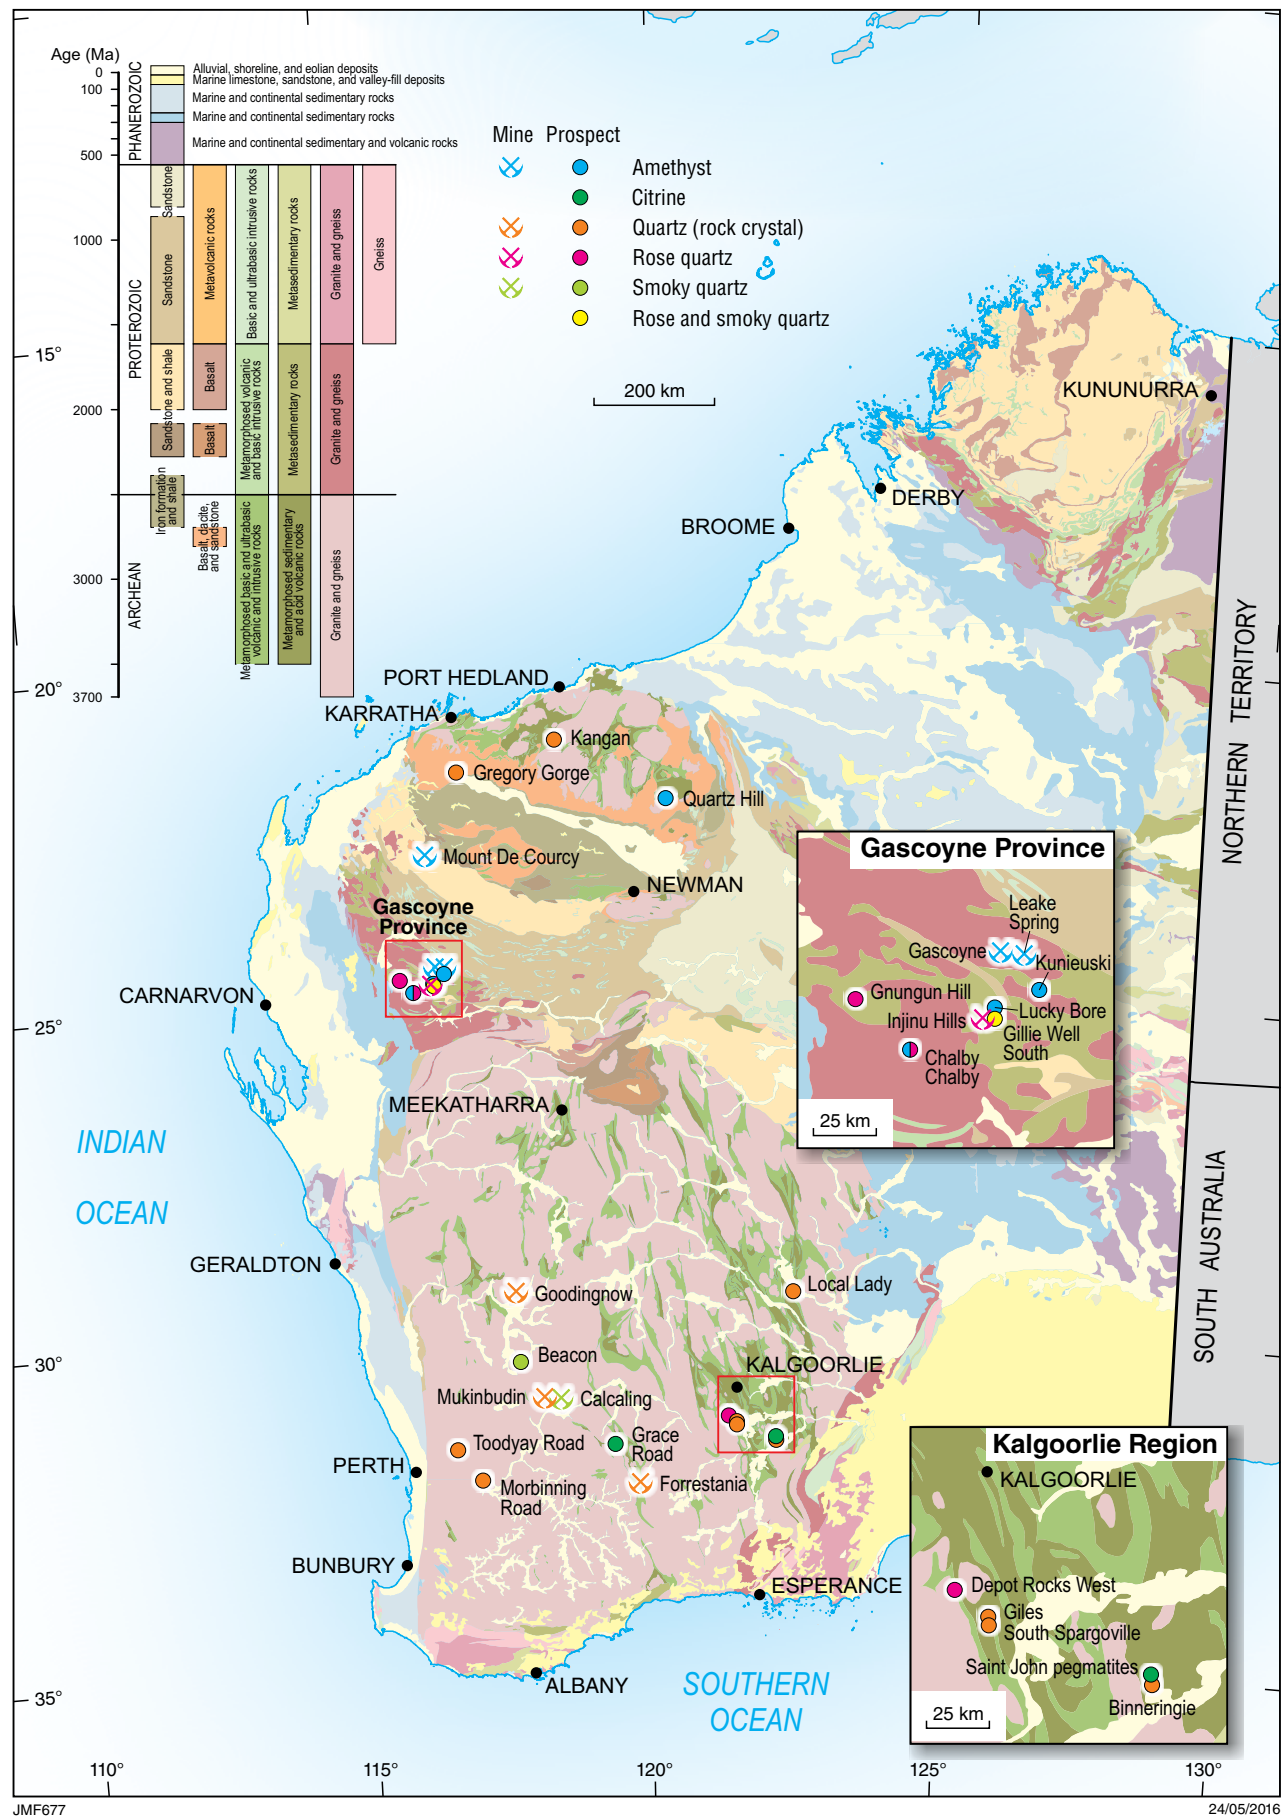 Age (Ma)
0
100
500
1000
2000
3000
3700
PHANEROZOIC
PROTEROZOIC
ARCHEAN
Alluvial, shoreline, and eolian deposits
Marine limestone, sandstone, and valley-fill deposits
Marine and continental sedimentary rocks
Marine and continental sedimentary rocks
Marine and continental sedimentary and volcanic rocks
Sandstone
Sandstone
Sandstone and shale
Sandstone
Iron formation
and shale
Metavolcanic rocks
Basalt
Basalt
Basalt, dacite,
and sandstone
Basic and ultrabasic intrusive rocks
Metamorphosed volcanic
and basic intrusive rocks
Metamorphosed basic and ultrabasic
volcanic and intrusive rocks
Metasedimentary rocks
Metasedimentary rocks
Metamorphosed sedimentary
and acid volcanic rocks
Granite and gneiss
Granite and gneiss
Granite and gneiss
Gneiss
Mine Prospect
Amethyst
Citrine
Quartz (rock crystal)
Rose quartz
Smoky quartz
Rose and smoky quartz
200 km
15°
20°
25°
30°
35°
KUNUNURRA
DERBY
BROOME
PORT HEDLAND
KARRATHA
Kangan
Gregory Gorge
Quartz Hill
Mount De Courcy
NEWMAN
Gascoyne
Province
CARNARVON
MEEKATHARRA
INDIAN
OCEAN
GERALDTON
Goodingnow
Local Lady
Beacon
KALGOORLIE
Mukinbudin
Calcaling
Toodyay Road
Grace
Road
PERTH
Morbinning
Road
Forrestania
BUNBURY
ESPERANCE
ALBANY
SOUTHERN
OCEAN
NORTHERN TERRITORY
SOUTH AUSTRALIA
Gascoyne Province
Leake
Spring
Gascoyne
Kunieuski
Gnungun Hill
Lucky Bore
Injinu Hills
Gillie Well
South
Chalby
Chalby
25 km
Kalgoorlie Region
KALGOORLIE
Depot Rocks West
Giles
South Spargoville
Saint John pegmatites
Binneringie
25 km
110°
115°
120°
125°
130°
JMF677
24/05/2016